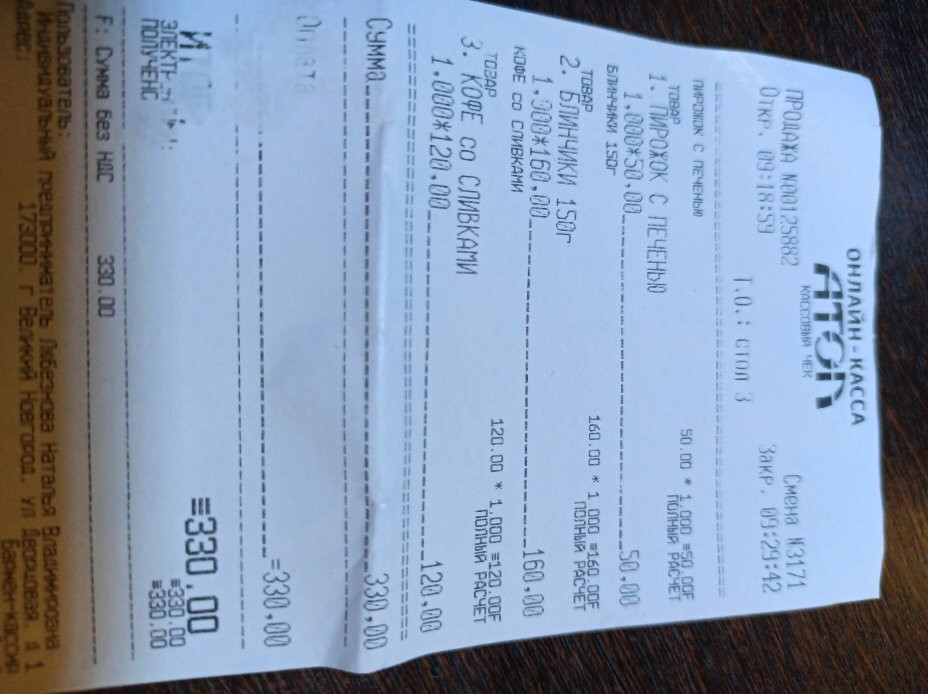 ОНЛАЙН-КАССА
АТОЛ
КАССОВЫЙ ЧЕК
ПРОДАЖА N00125882 Смена N3171
Откр. 09:18:59 Закр. 09:29:42
Т.О.: стол 3
ПИРОЖОК С ПЕЧЕНЬЮ 50.00 * 1.000 =50.00F
ТОВАР ПОЛНЫЙ РАСЧЕТ
1. ПИРОЖОК С ПЕЧЕНЬЮ
1,000*50,00 50,00
БЛИНЧИКИ 150г 160.00 * 1.000 =160.00F
ТОВАР ПОЛНЫЙ РАСЧЕТ
2. БЛИНЧИКИ 150г
1,000*160,00 160,00
КОФЕ СО СЛИВКАМИ 120.00 * 1.000 =120.00F
ТОВАР ПОЛНЫЙ РАСЧЕТ
3. КОФЕ СО СЛИВКАМИ
1,000*120,00 120,00
Сумма 330,00
Оплата
=330,00
=330,00
=330.00
=330.00
F: Сумма без НДС 330.00
Пользователь:
Наталья Владимировна
Адрес: 173000, г Великий Новгород, ул